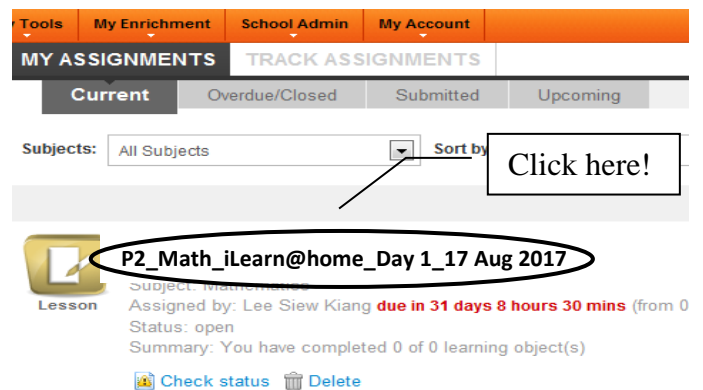 Tools My Enrichment School Admin My Account
MY ASSIGNMENTS TRACK ASSIGNMENTS
Current Overdue/Closed Submitted Upcoming
Subjects: All Subjects Sort by
Click here!
P2_Math_iLearn@home_Day 1_17 Aug 2017
Subject: Mathematics
Lesson Assigned by: Lee Siew Kiang due in 31 days 8 hours 30 mins (from 0
Status: open
Summary: You have completed 0 of 0 learning object(s)
Check status Delete